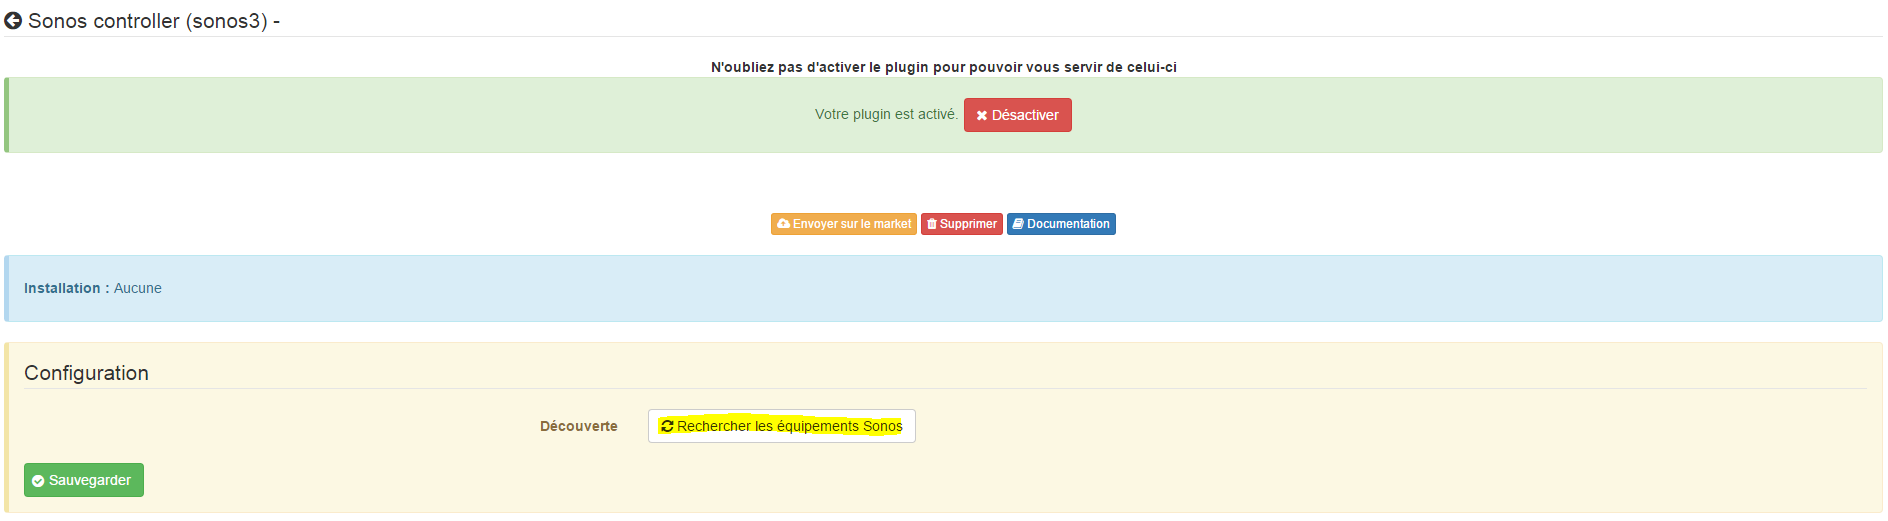 Sonos controller (sonos3) -
N'oubliez pas d'activer le plugin pour pouvoir vous servir de celui-ci
Votre plugin est activé. Désactiver
Envoyer sur le market Supprimer Documentation
Installation : Aucune
Configuration
Découverte Rechercher les équipements Sonos
Sauvegarder